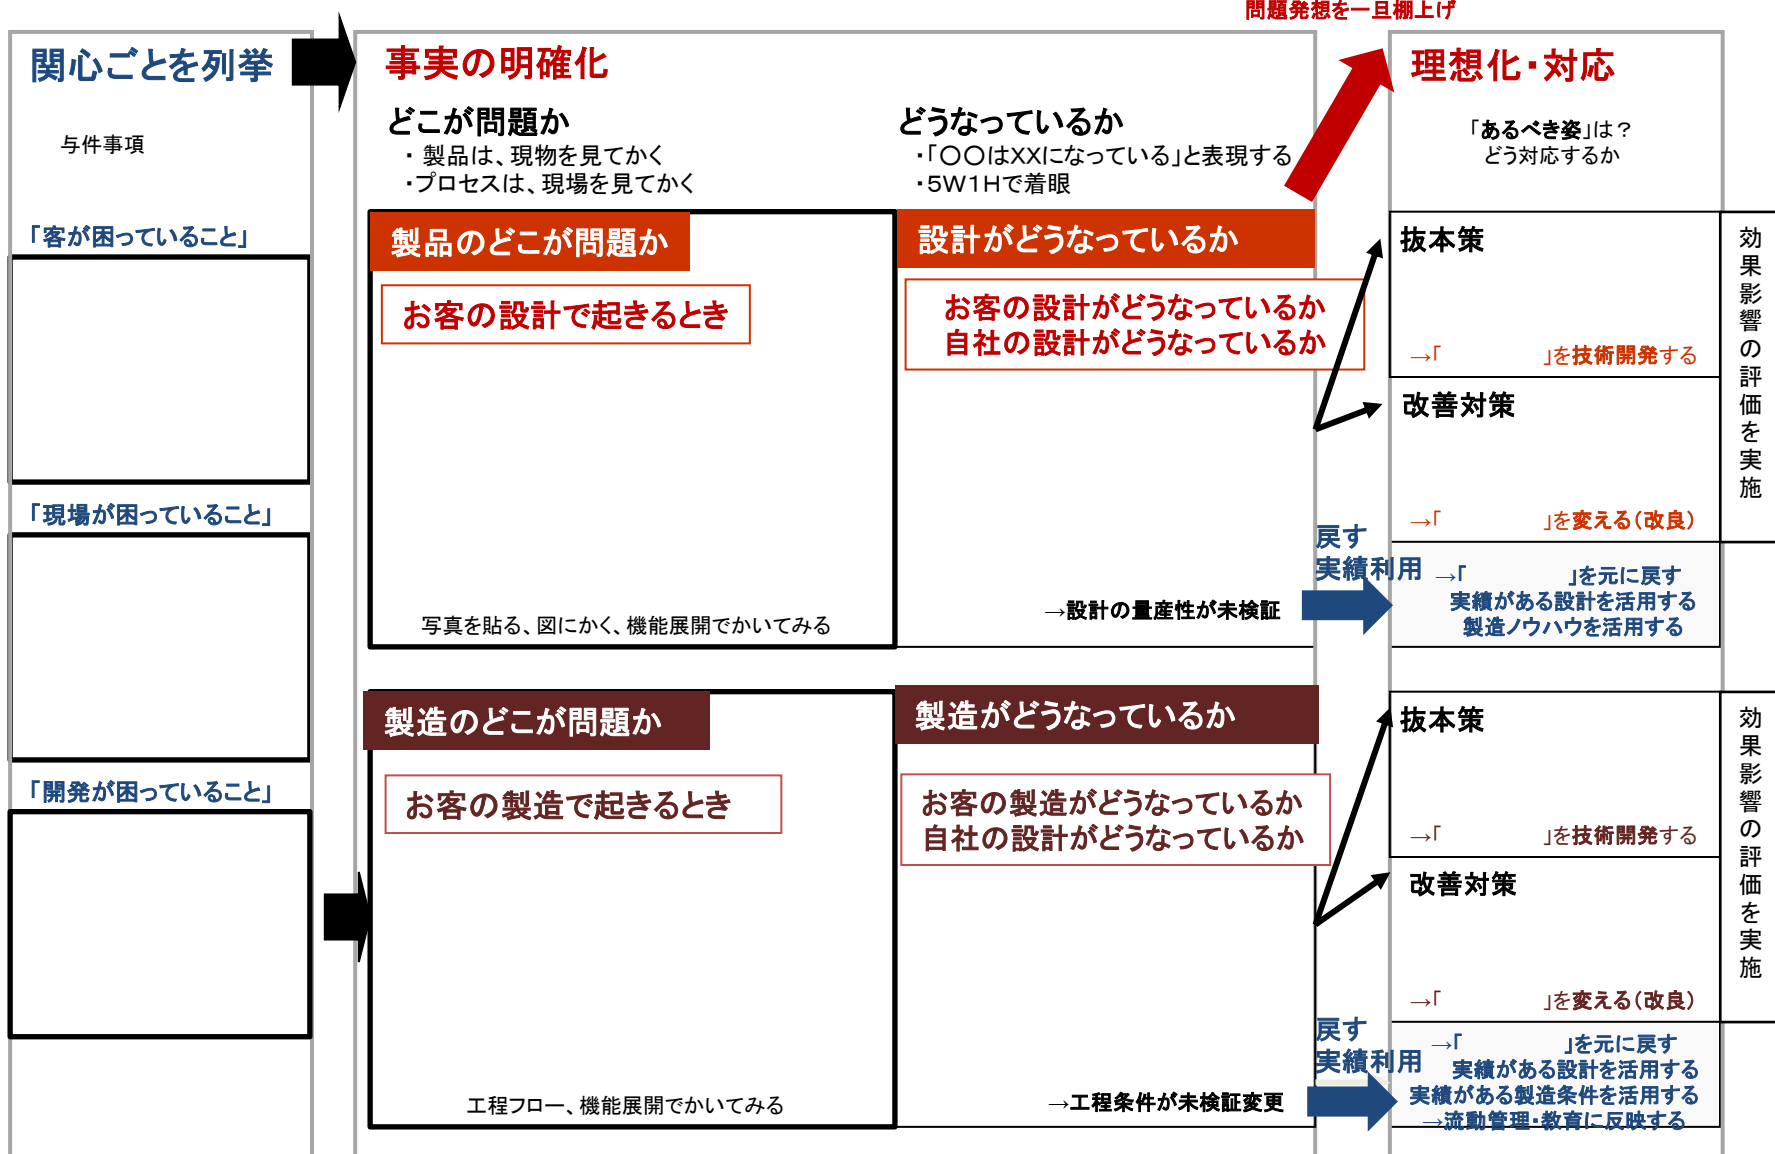 問題発想を一旦棚上げ
関心ごとを列挙
与件事項
「客が困っていること」
「現場が困っていること」
「開発が困っていること」
事実の明確化
どこが問題か
・ 製品は、現物を見てかく
・プロセスは、現場を見てかく
どうなっているか
・「〇〇はXXになっている」と表現する
・5W1Hで着眼
製品のどこが問題か
お客の設計で起きるとき
写真を貼る、図にかく、機能展開でかいてみる
設計がどうなっているか
お客の設計がどうなっているか
自社の設計がどうなっているか
→設計の量産性が未検証
戻す
実績利用
製造のどこが問題か
お客の製造で起きるとき
工程フロー、機能展開でかいてみる
製造がどうなっているか
お客の製造がどうなっているか
自社の設計がどうなっているか
→工程条件が未検証変更
戻す
実績利用
理想化・対応
「あるべき姿」は？
どう対応するか
抜本策
→「　　　　」を技術開発する
改善対策
→「　　　　」を変える（改良）
→「　　　　」を元に戻す
実績がある設計を活用する
製造ノウハウを活用する
効果影響の評価を実施
抜本策
→「　　　　」を技術開発する
改善対策
→「　　　　」を変える（改良）
→「　　　　」を元に戻す
実績がある設計を活用する
実績がある製造条件を活用する
→流動管理・教育に反映する
効果影響の評価を実施